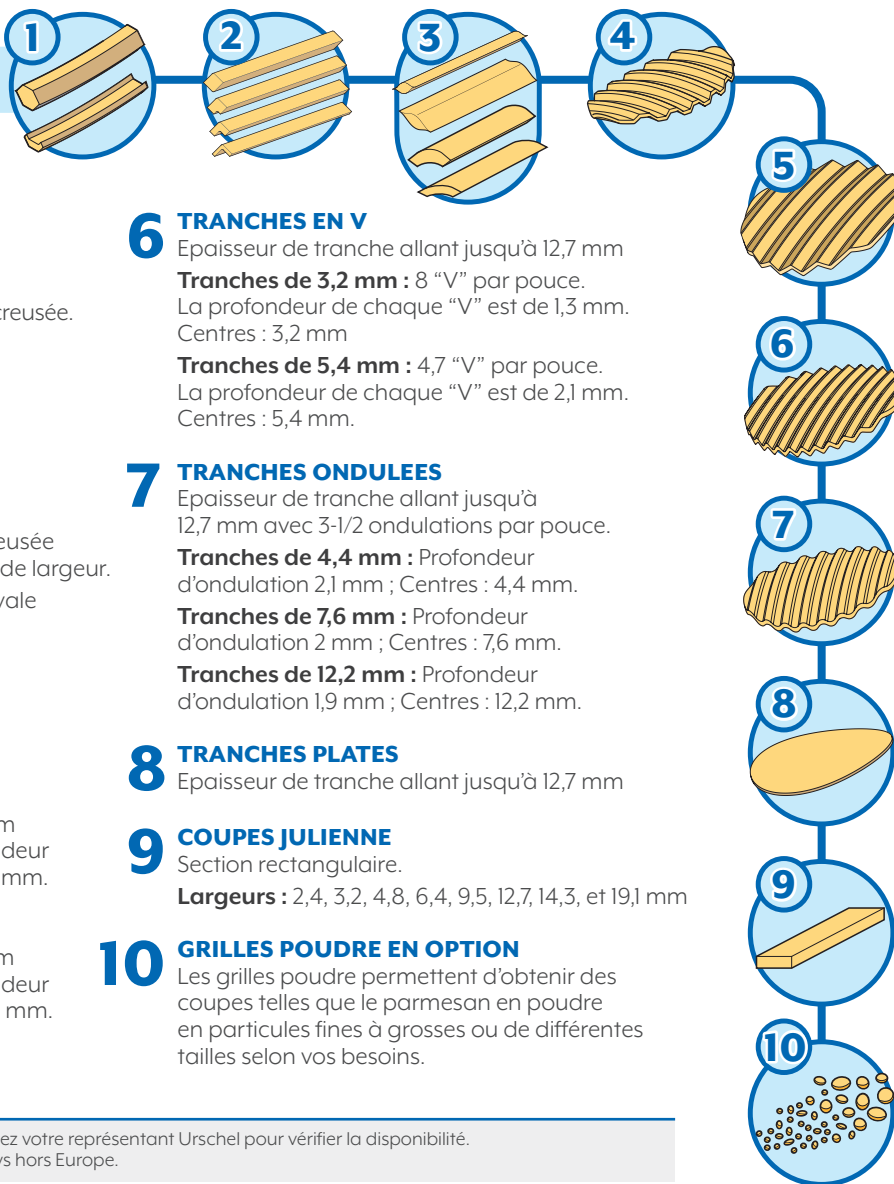 1
2
3
4
5
6
7
8
9
10
creusée.
eusée
de largeur.
vale
m
deur
mm.
m
deur
mm.
6 TRANCHES EN V
Epaisseur de tranche allant jusqu'à 12,7 mm
Tranches de 3,2 mm : 8 “V” par pouce.
La profondeur de chaque “V” est de 1,3 mm.
Centres : 3,2 mm
Tranches de 5,4 mm : 4,7 “V” par pouce.
La profondeur de chaque “V” est de 2,1 mm.
Centres : 5,4 mm.
7 TRANCHES ONDULEES
Epaisseur de tranche allant jusqu'à
12,7 mm avec 3-1/2 ondulations par pouce.
Tranches de 4,4 mm : Profondeur
d'ondulation 2,1 mm ; Centres : 4,4 mm.
Tranches de 7,6 mm : Profondeur
d'ondulation 2 mm ; Centres : 7,6 mm.
Tranches de 12,2 mm : Profondeur
d'ondulation 1,9 mm ; Centres : 12,2 mm.
8 TRANCHES PLATES
Epaisseur de tranche allant jusqu'à 12,7 mm
9 COUPES JULIENNE
Section rectangulaire.
Largeurs : 2,4, 3,2, 4,8, 6,4, 9,5, 12,7, 14,3, et 19,1 mm
10 GRILLES POUDRE EN OPTION
Les grilles poudre permettent d'obtenir des
coupes telles que le parmesan en poudre
en particules fines à grosses ou de différentes
tailles selon vos besoins.
ez votre représentant Urschel pour vérifier la disponibilité.
ys hors Europe.